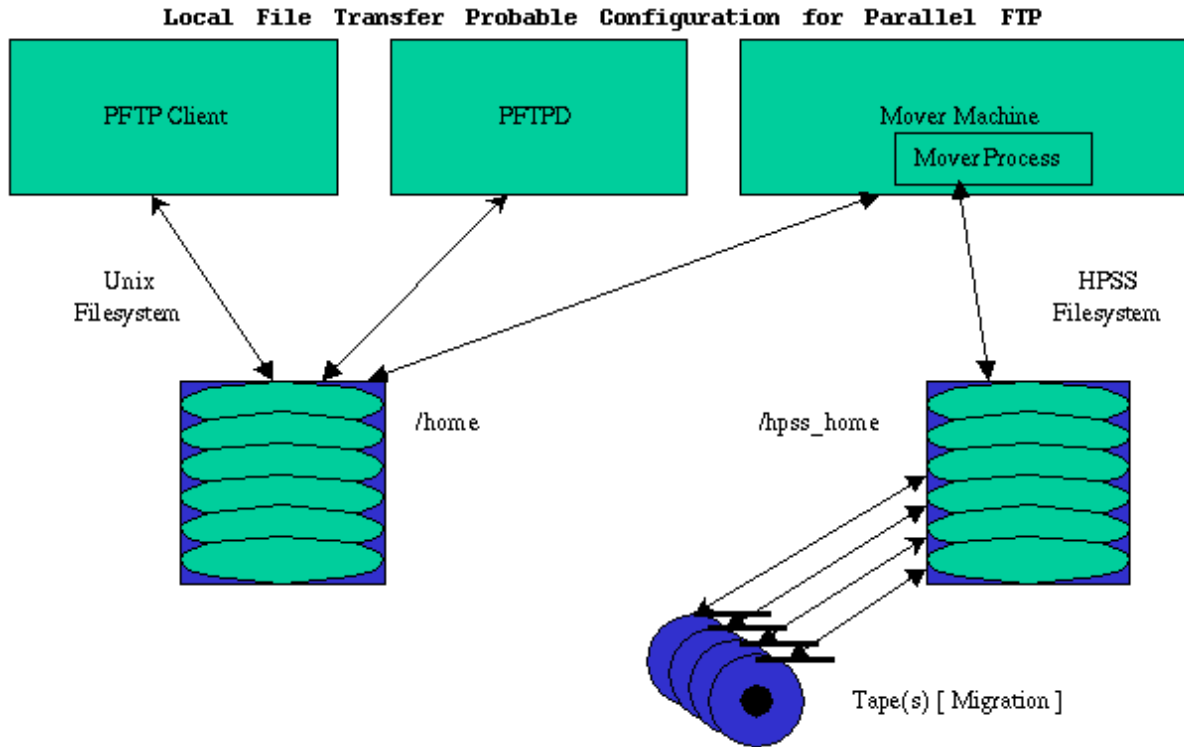 Local File Transfer Probable Configuration for Parallel FTP
PFTP Client
PFTPD
Mover Machine
Mover Process
Unix
Filesystem
HPSS
Filesystem
/home
/hpss_home
Tape(s) [ Migration ]